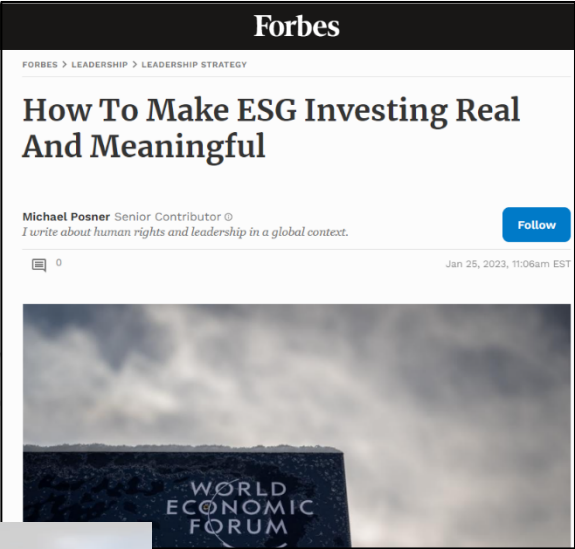 Forbes
FORBES > LEADERSHIP > LEADERSHIP STRATEGY
How To Make ESG Investing Real
And Meaningful
Michael Posner Senior Contributor
I write about human rights and leadership in a global context.
Follow
0
Jan 25, 2023, 11:06am EST
WORLD
ECONOMIC
FORUM